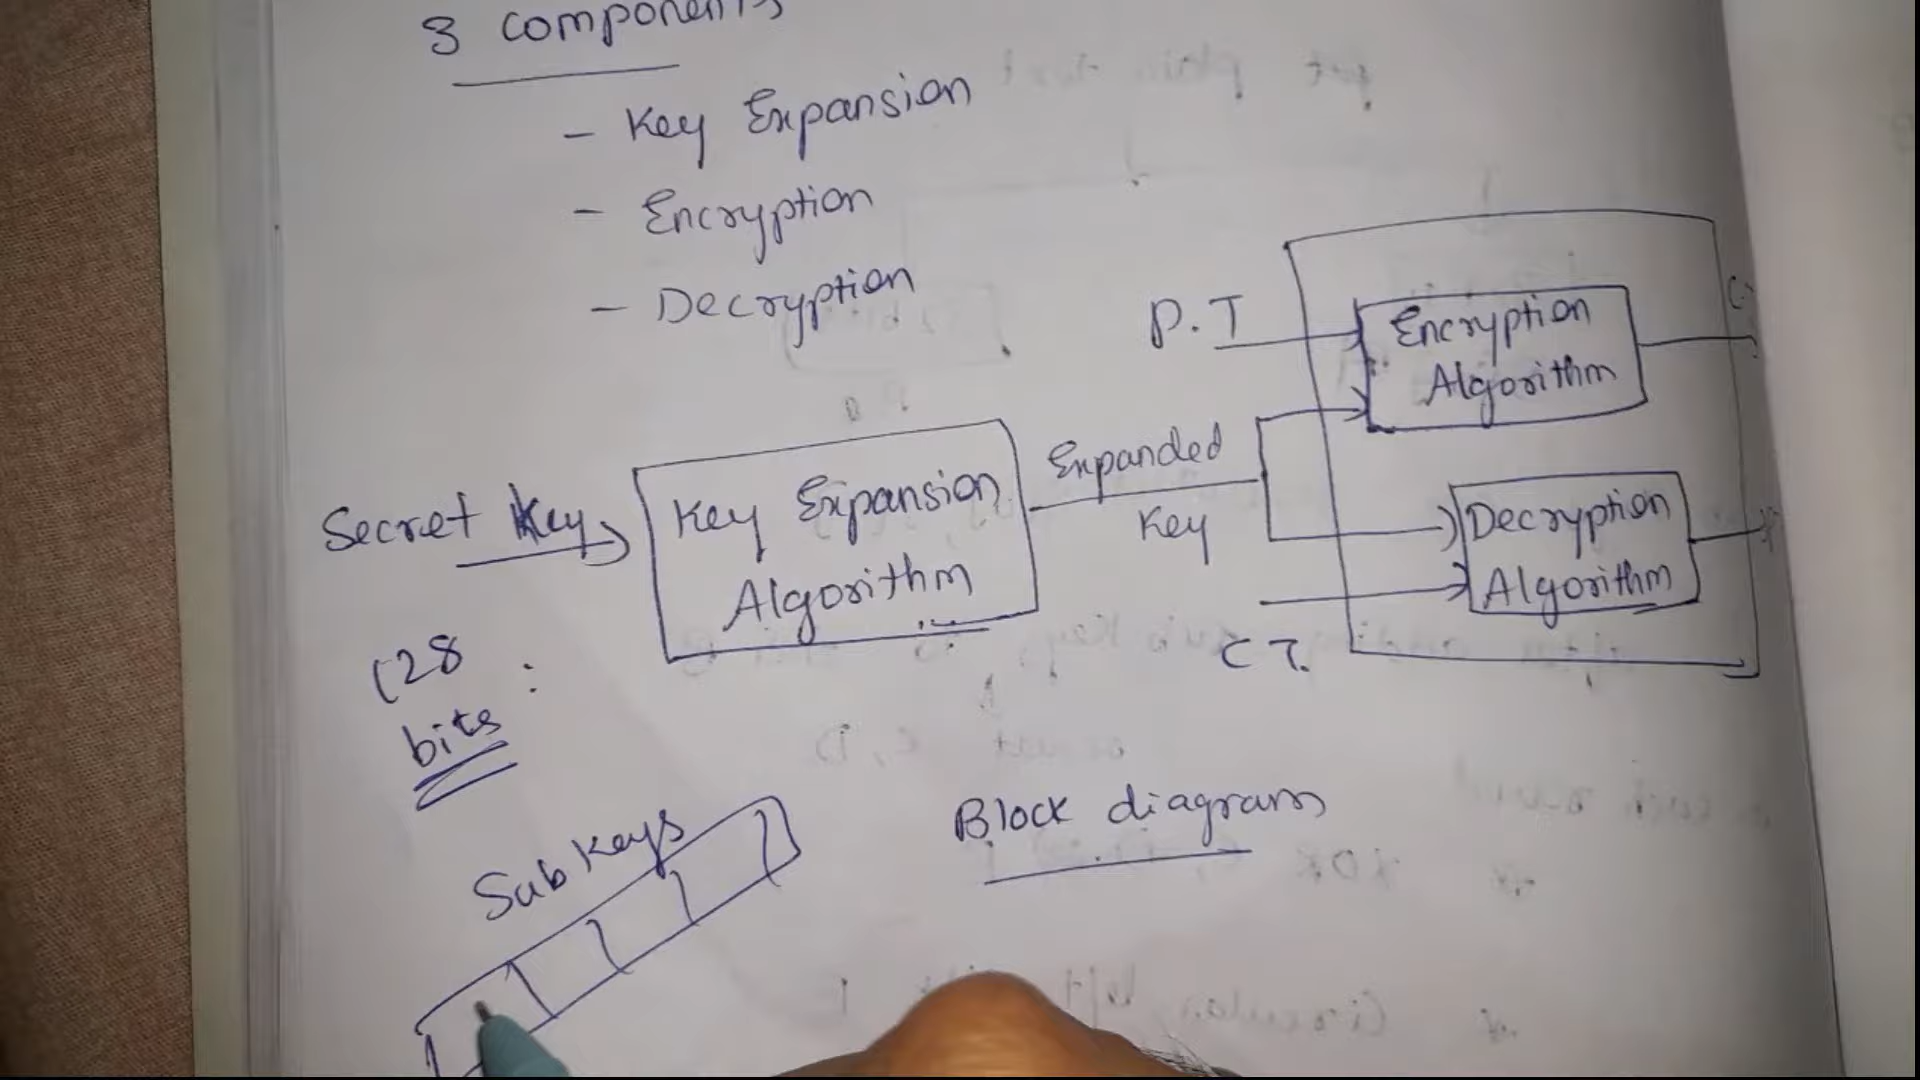 3 components
- Key Expansion
- Encryption
- Decryption
P.T
Encryption
Algorithm
C
Secret Key
Key Expansion
Algorithm
Expanded
Key
Decryption
Algorithm
C T.
128
bits
:
Sub Keys
Block diagram